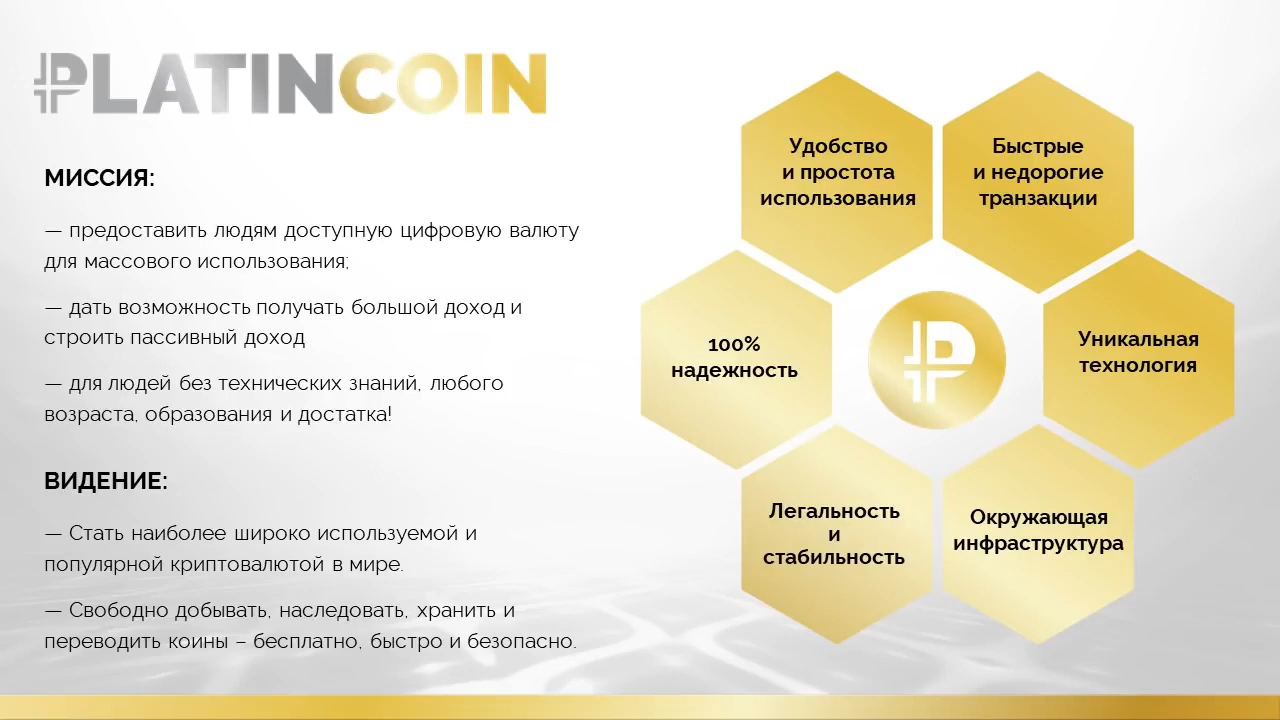 PLATINCOIN
МИССИЯ:
— предоставить людям доступную цифровую валюту
для массового использования;
— дать возможность получать большой доход и
строить пассивный доход
— для людей без технических знаний, любого
возраста, образования и достатка!
ВИДЕНИЕ:
— Стать наиболее широко используемой и
популярной криптовалютой в мире.
— Свободно добывать, наследовать, хранить и
переводить коины – бесплатно, быстро и безопасно.
Удобство
и простота
использования
Быстрые
и недорогие
транзакции
100%
надежность
Уникальная
технология
Легальность
и
стабильность
Окружающая
инфраструктура